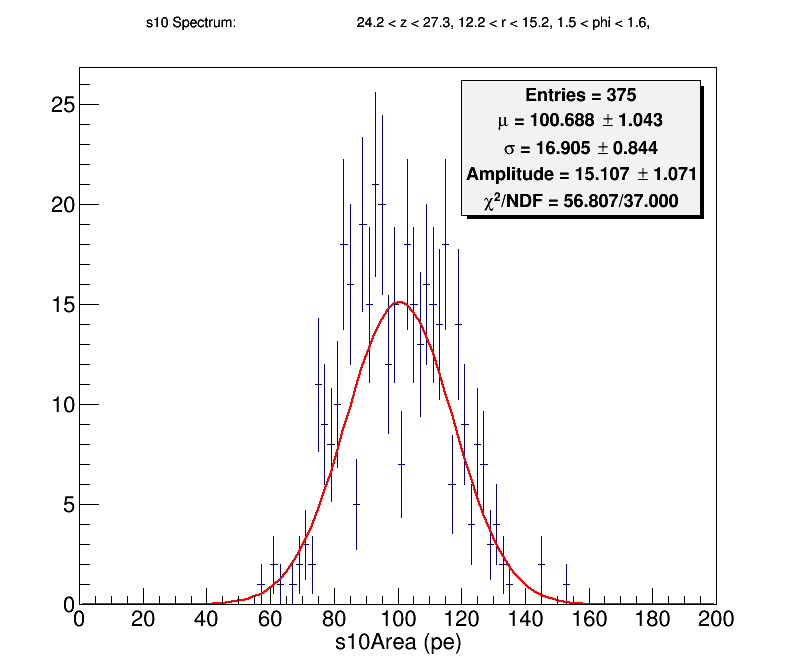 s10 Spectrum: 24.2 < z < 27.3, 12.2 < r < 15.2, 1.5 < phi < 1.6,
Entries = 375
μ = 100.688 ± 1.043
σ = 16.905 ± 0.844
Amplitude = 15.107 ± 1.071
χ²/NDF = 56.807/37.000
25
20
15
10
5
0
0 20 40 60 80 100 120 140 160 180 200
s10Area (pe)